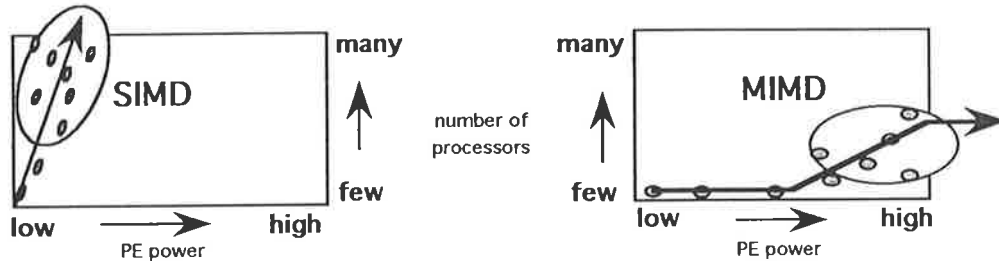 many
SIMD
few
low
high
PE power
number of
processors
many
MIMD
few
low
high
PE power